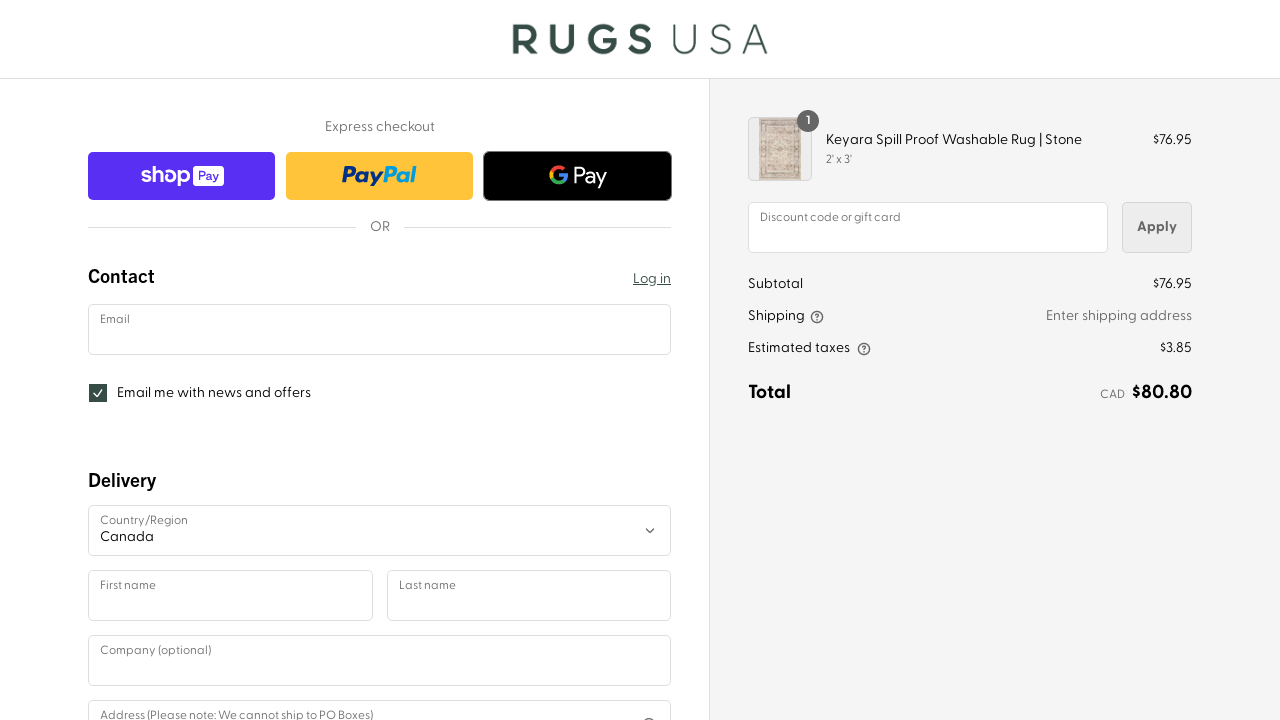 RUGS USA
Express checkout
shop Pay
PayPal
G Pay
OR
Contact
Log in
Email
Email me with news and offers
Delivery
Country/Region
Canada
First name
Last name
Company (optional)
Address (Please note: We cannot ship to PO Boxes)
1
Keyara Spill Proof Washable Rug | Stone
$76.95
2' x 3'
Discount code or gift card
Apply
Subtotal
$76.95
Shipping
Enter shipping address
Estimated taxes
$3.85
Total
CAD $80.80